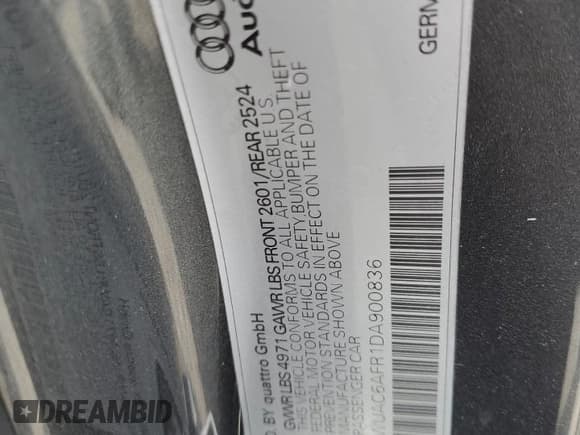 Aud
GERM
D. BY quattro GmbH
GVWR LBS 4971 GAWR LBS FRONT 2601/REAR 2524
THIS VEHICLE CONFORMS TO ALL APPLICABLE U.S.
FEDERAL MOTOR VEHICLE SAFETY, BUMPER AND THEFT
PREVENTION STANDARDS IN EFFECT ON THE DATE OF
MANUFACTURE SHOWN ABOVE
PASSENGER CAR
WUAC6AFR1DA900836
DREAMBID